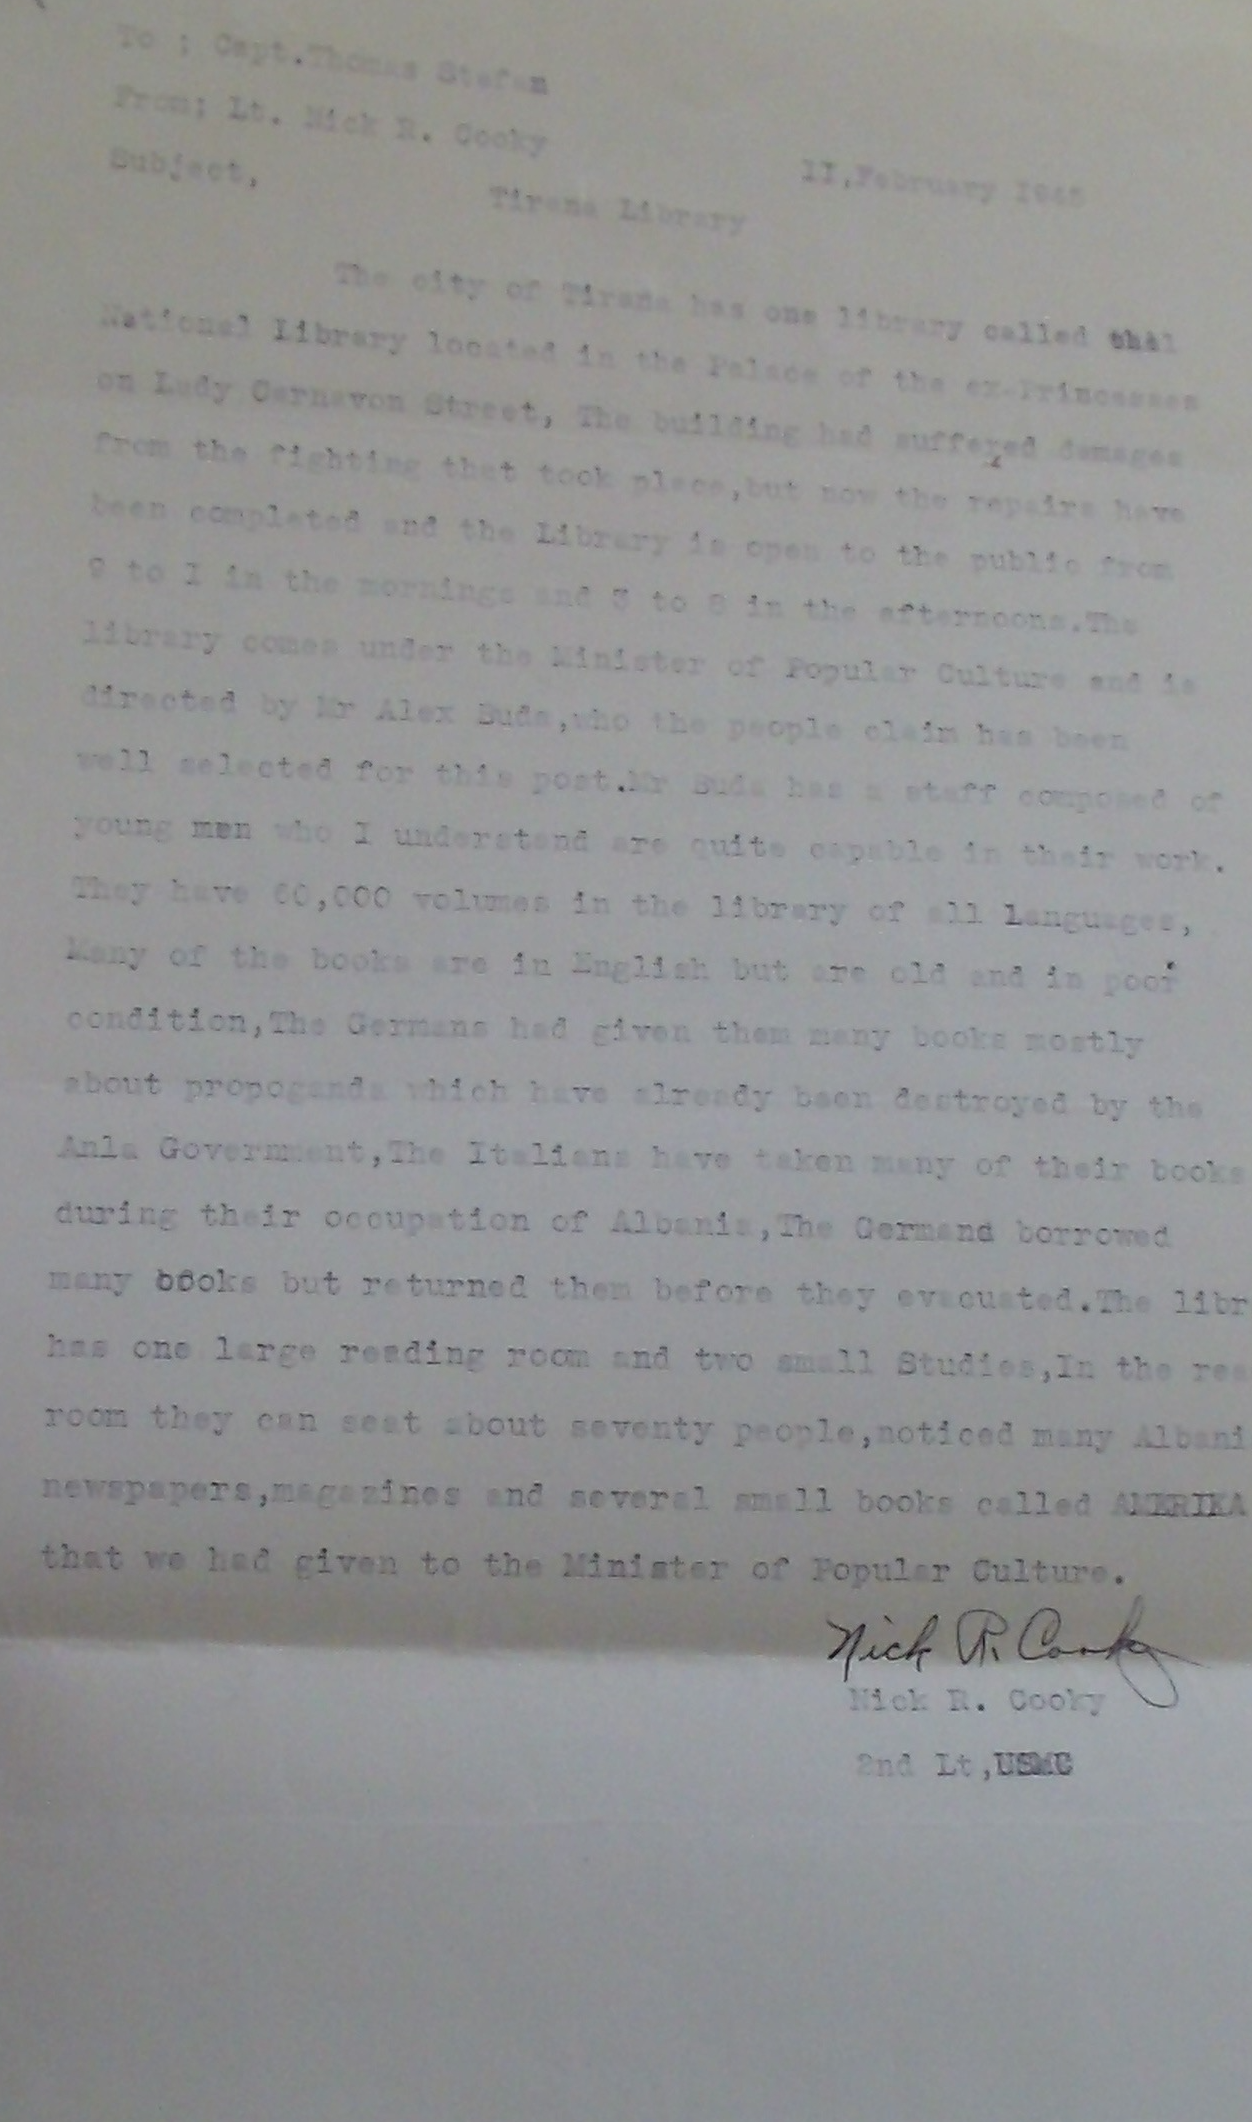 To ; Capt.Thomas Stefan
From; Lt. Nick R. Cooky
11,February 1945
Subject,
Tirana Library
The city of Tirana has one library called
National Library located in the Palace of the ex-Princesses
on Lady Carnavon Street, The building had suffered damages
from the fighting that took place,but now the repairs have
been completed and the Library is open to the public from
9 to I in the mornings and 3 to 8 in the afternoons.The
library comes under the Minister of Popular Culture and is
directed by Mr Alex Buda,who the people claim has been
well selected for this post.Mr Buda has a staff composed of
young men who I understand are quite capable in their work.
They have 60,000 volumes in the library of all languages,
Many of the books are in English but are old and in poor
condition,The Germans had given them many books mostly
about propoganda which have already been destroyed by the
Anla Government,The Italians have taken many of their books
during their occupation of Albania,The Germans borrowed
many books but returned them before they evacuated.The libr
has one large reading room and two small Studies,In the rea
room they can seat about seventy people,noticed many Albani
newspapers,magazines and several small books called AMERIKA
that we had given to the Minister of Popular Culture.
Nick R. Cooky
Nick R. Cooky
2nd Lt,USMC